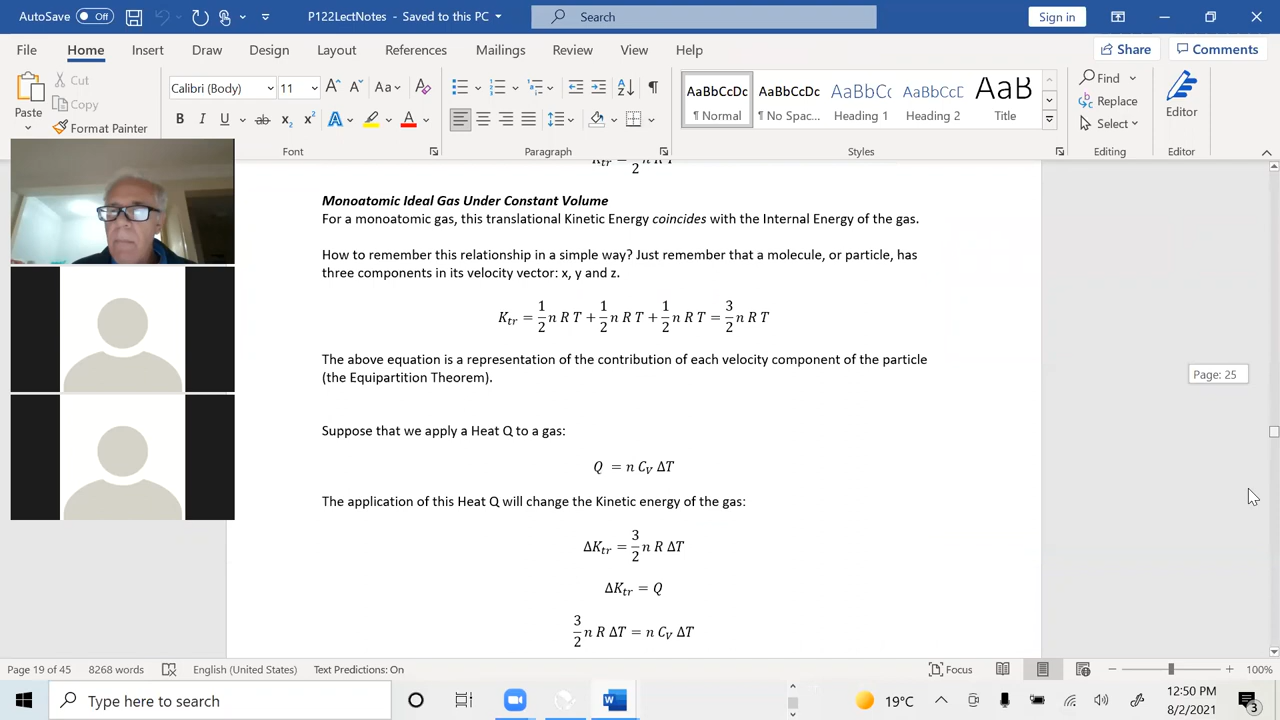 AutoSave Off P122LectNotes - Saved to this PC Search Sign in
File Home Insert Draw Design Layout References Mailings Review View Help Share Comments
Paste Cut Copy Format Painter
Calibri (Body) 11 Aa
B I U ab x₂ x² A A
AaBbCcDc AaBbCcDc AaBbCc AaBbCcD AaB
¶ Normal ¶ No Spac... Heading 1 Heading 2 Title
Find Replace Select Editor
Font Paragraph Styles Editing Editor
Monoatomic Ideal Gas Under Constant Volume
For a monoatomic gas, this translational Kinetic Energy coincides with the Internal Energy of the gas.
How to remember this relationship in a simple way? Just remember that a molecule, or particle, has
three components in its velocity vector: x, y and z.
K_tr = 1/2 n R T + 1/2 n R T + 1/2 n R T = 3/2 n R T
The above equation is a representation of the contribution of each velocity component of the particle
(the Equipartition Theorem).
Page: 25
Suppose that we apply a Heat Q to a gas:
Q = n C_V ΔT
The application of this Heat Q will change the Kinetic energy of the gas:
ΔK_tr = 3/2 n R ΔT
ΔK_tr = Q
3/2 n R ΔT = n C_V ΔT
Page 19 of 45 8268 words English (United States) Text Predictions: On Focus 100%
Type here to search 19°C 12:50 PM 8/2/2021 3